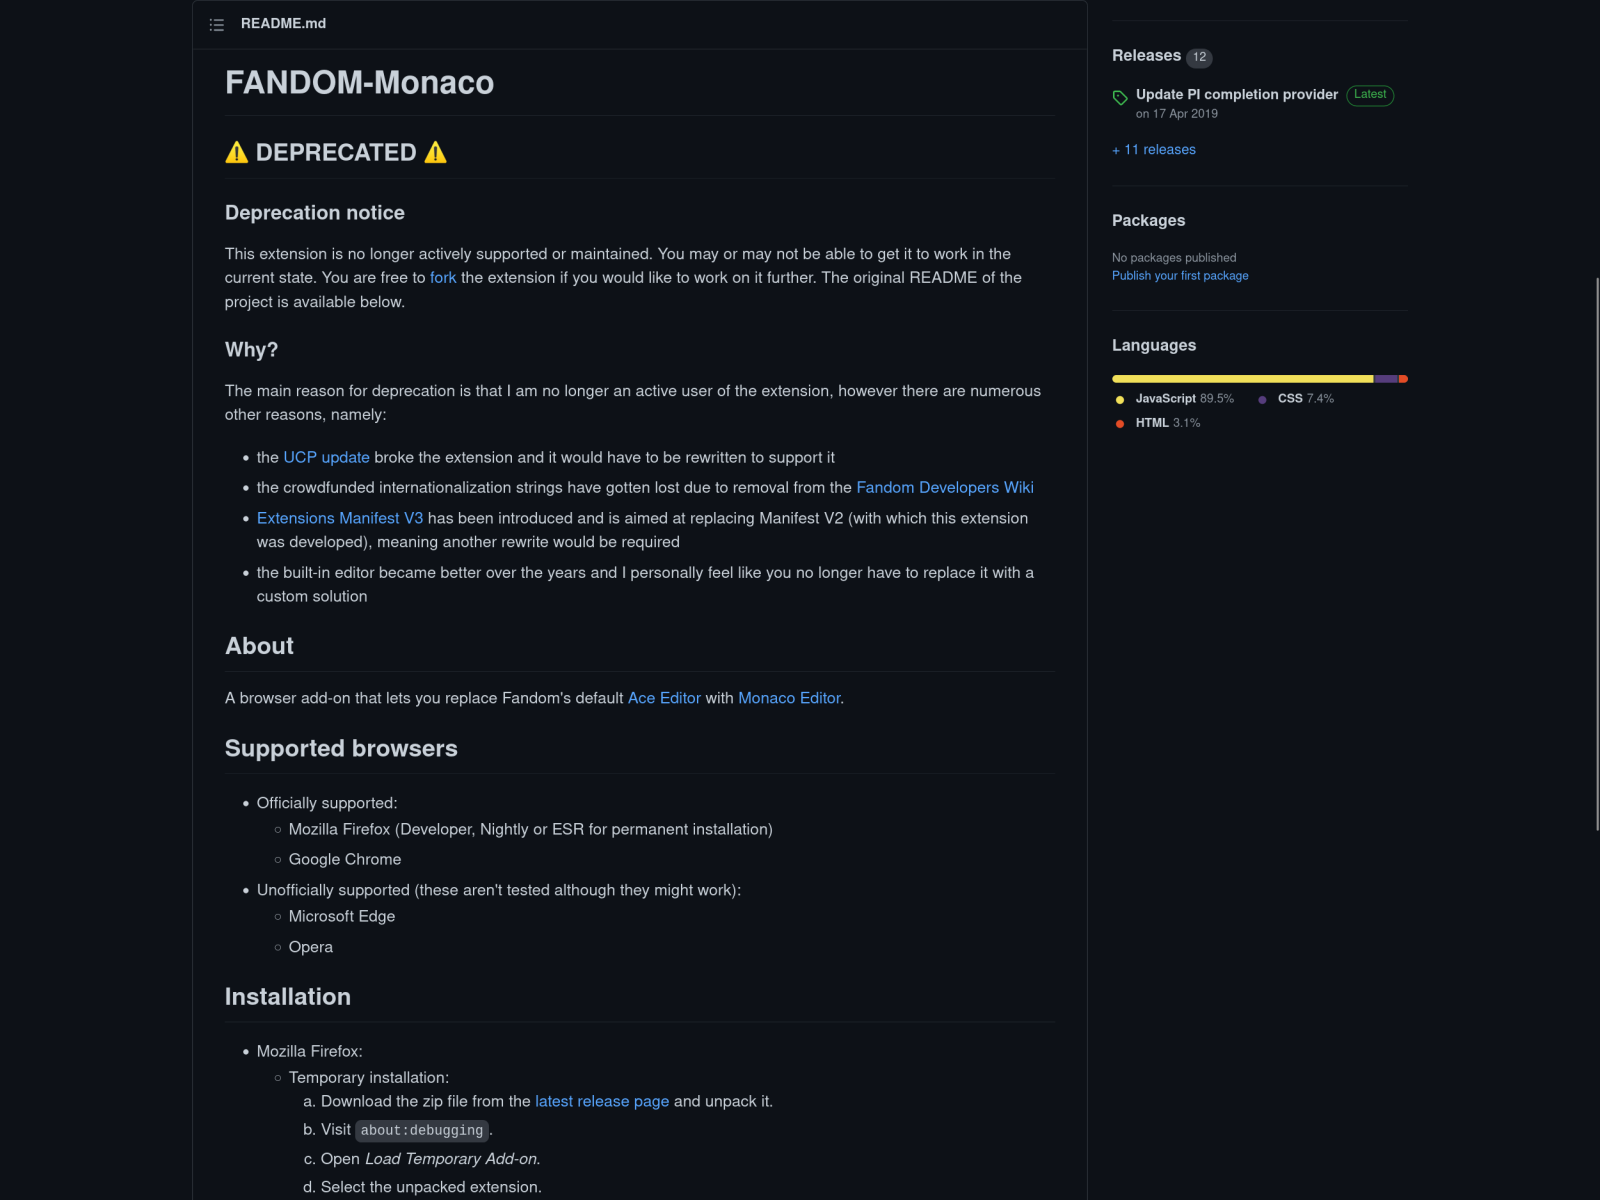 README.md
FANDOM-Monaco
⚠️ DEPRECATED ⚠️
Deprecation notice
This extension is no longer actively supported or maintained. You may or may not be able to get it to work in the
current state. You are free to fork the extension if you would like to work on it further. The original README of the
project is available below.
Why?
The main reason for deprecation is that I am no longer an active user of the extension, however there are numerous
other reasons, namely:
• the UCP update broke the extension and it would have to be rewritten to support it
• the crowdfunded internationalization strings have gotten lost due to removal from the Fandom Developers Wiki
• Extensions Manifest V3 has been introduced and is aimed at replacing Manifest V2 (with which this extension
was developed), meaning another rewrite would be required
• the built-in editor became better over the years and I personally feel like you no longer have to replace it with a
custom solution
About
A browser add-on that lets you replace Fandom's default Ace Editor with Monaco Editor.
Supported browsers
• Officially supported:
○ Mozilla Firefox (Developer, Nightly or ESR for permanent installation)
○ Google Chrome
• Unofficially supported (these aren't tested although they might work):
○ Microsoft Edge
○ Opera
Installation
• Mozilla Firefox:
○ Temporary installation:
a. Download the zip file from the latest release page and unpack it.
b. Visit about:debugging.
c. Open Load Temporary Add-on.
d. Select the unpacked extension.
Releases 12
Update PI completion provider Latest
on 17 Apr 2019
+ 11 releases
Packages
No packages published
Publish your first package
Languages
JavaScript 89.5% CSS 7.4%
HTML 3.1%